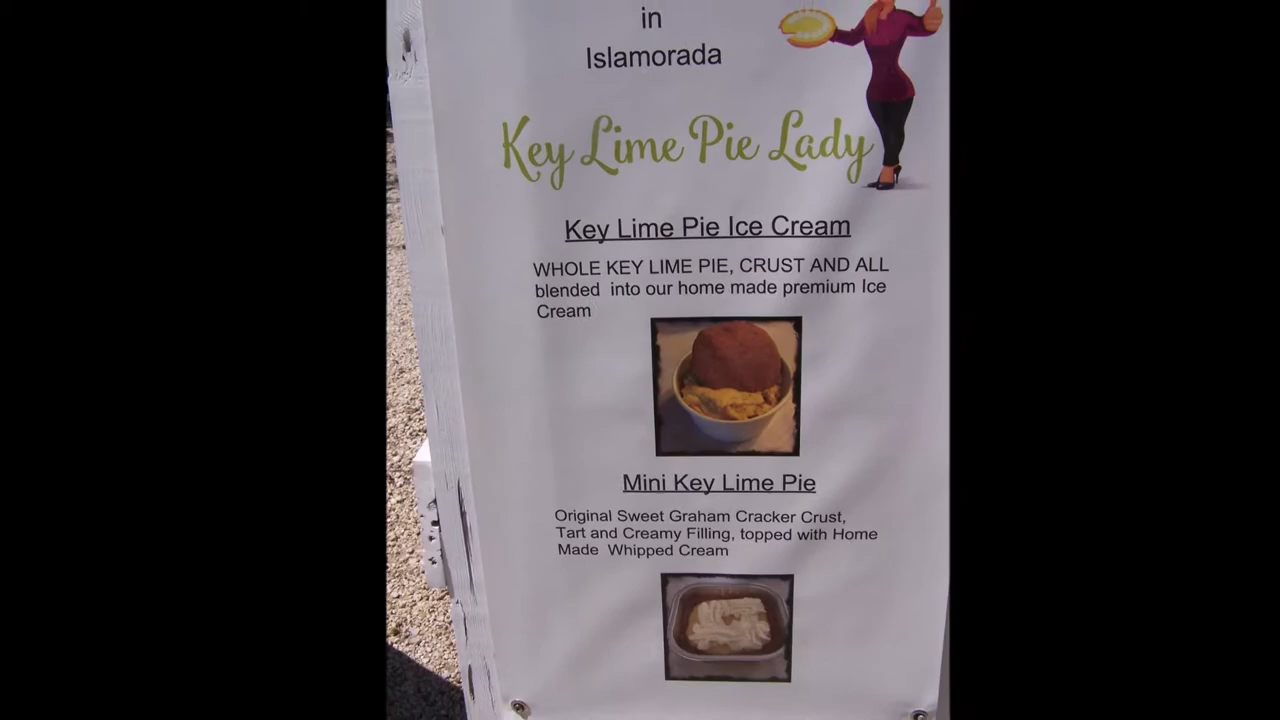 in
Islamorada
Key Lime Pie Lady
Key Lime Pie Ice Cream
WHOLE KEY LIME PIE, CRUST AND ALL
blended into our home made premium Ice
Cream
Mini Key Lime Pie
Original Sweet Graham Cracker Crust,
Tart and Creamy Filling, topped with Home
Made Whipped Cream